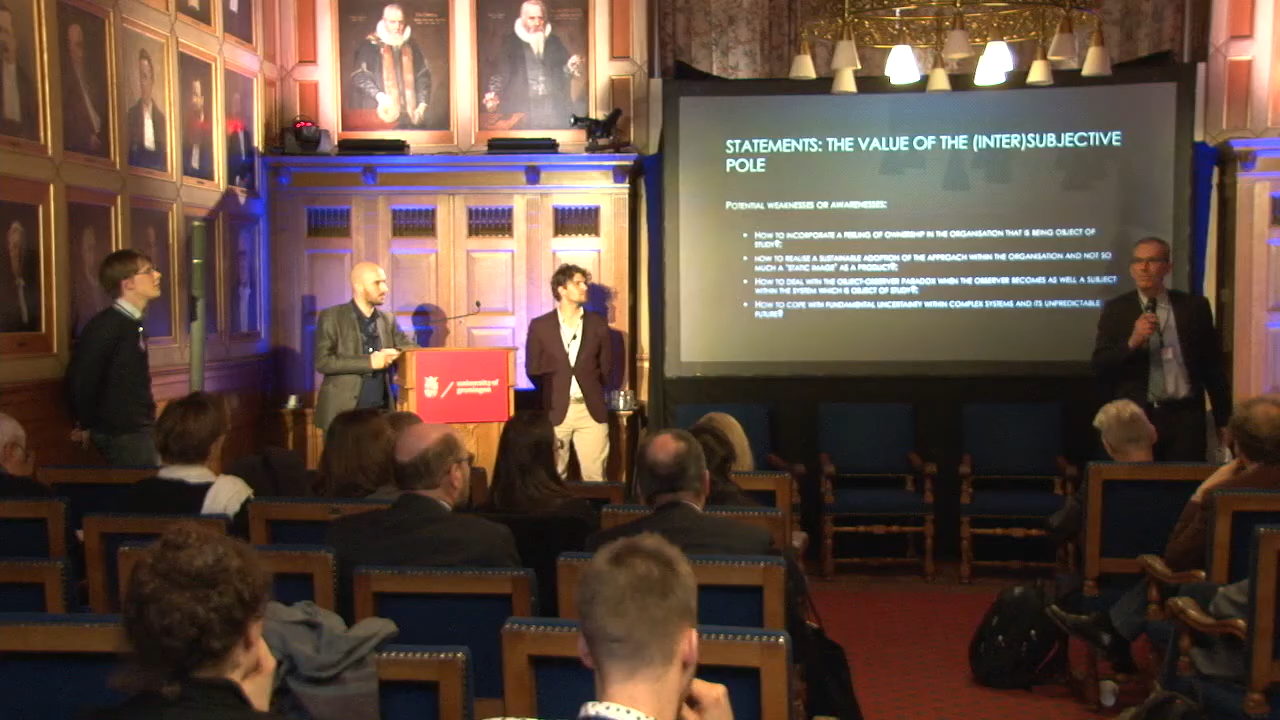 STATEMENTS: THE VALUE OF THE (INTER)SUBJECTIVE
POLE
POTENTIAL WEAKNESSES OR AWARENESSES:
• HOW TO INCORPORATE A FEELING OF OWNERSHIP IN THE ORGANISATION THAT IS BEING OBJECT OF
STUDY?;
• HOW TO REALISE A SUSTAINABLE ADOPTION OF THE APPROACH WITHIN THE ORGANISATION AND NOT SO
MUCH A "STATIC IMAGE" AS A PRODUCT?;
• HOW TO DEAL WITH THE OBJECT-OBSERVER PARADOX WHEN THE OBSERVER BECOMES AS WELL A SUBJECT
WITHIN THE SYSTEM WHICH IS OBJECT OF STUDY?;
• HOW TO COPE WITH FUNDAMENTAL UNCERTAINTY WITHIN COMPLEX SYSTEMS AND ITS UNPREDICTABLE
FUTURE?
university of
groningen